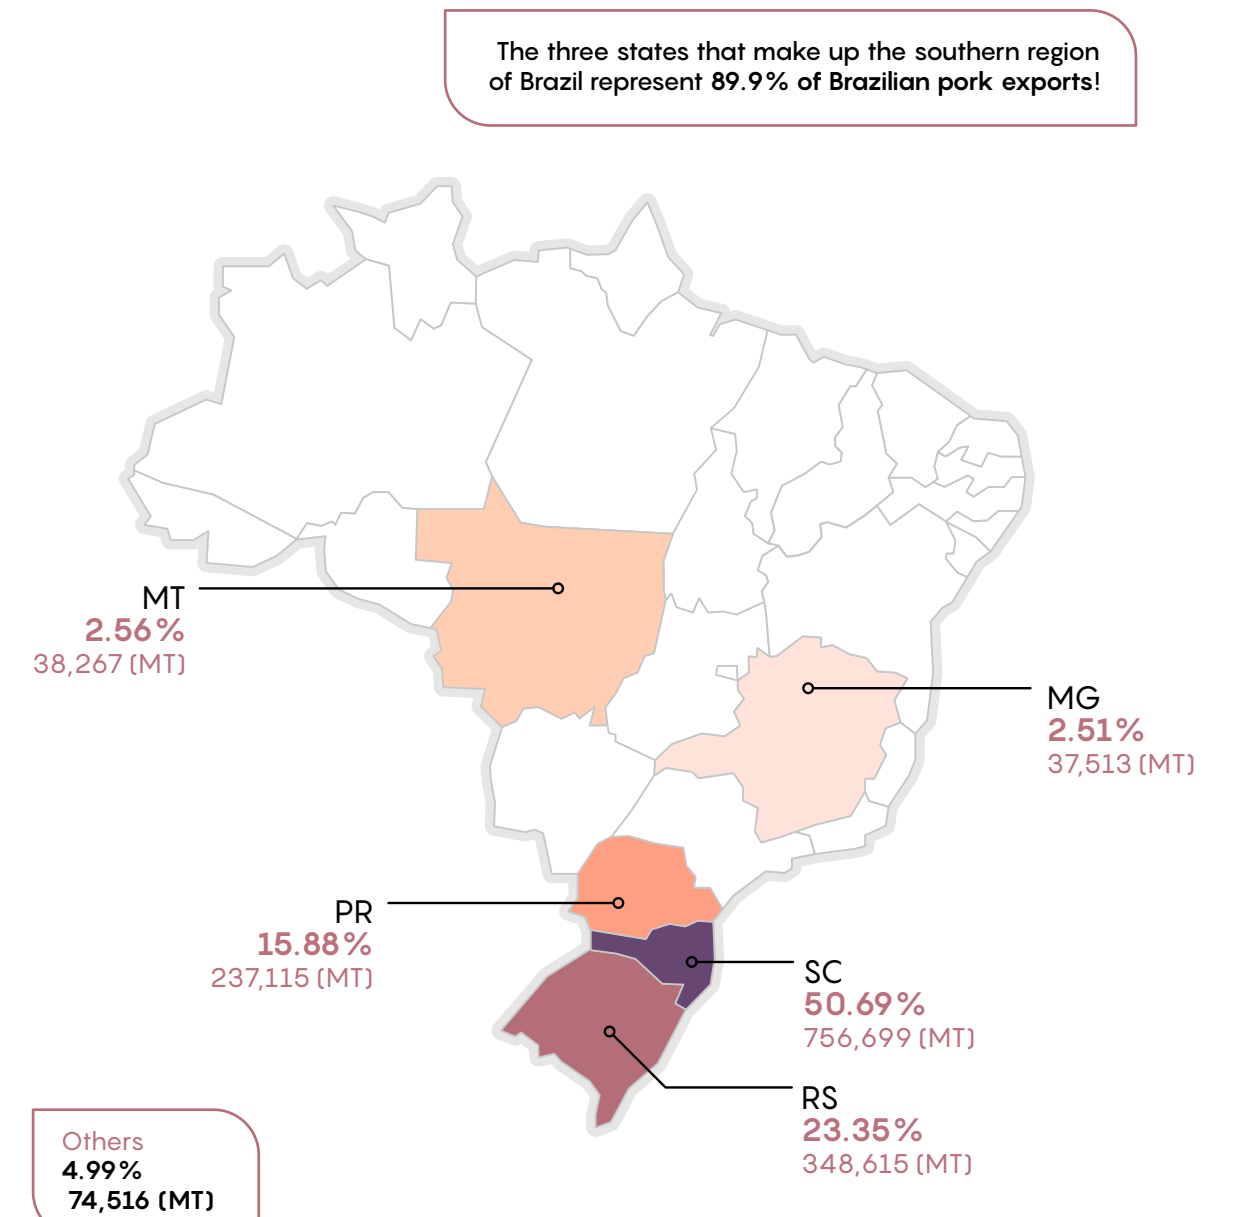 The three states that make up the southern region
of Brazil represent 89.9% of Brazilian pork exports!
MT
2.56%
38,267 (MT)
MG
2.51%
37,513 (MT)
PR
15.88%
237,115 (MT)
SC
50.69%
756,699 (MT)
RS
23.35%
348,615 (MT)
Others
4.99%
74,516 (MT)